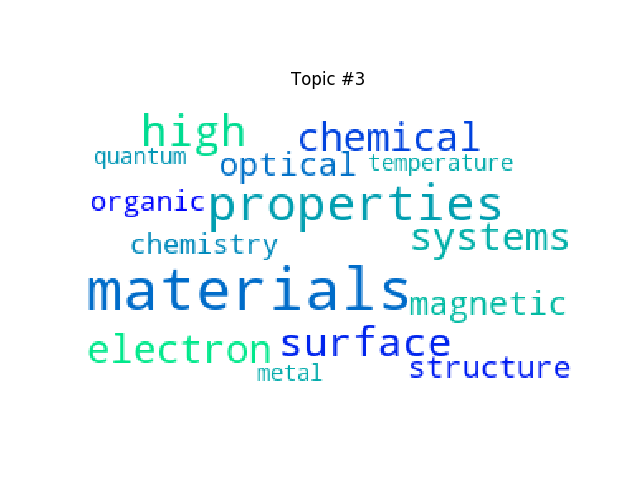 Topic #3
high chemical
quantum optical temperature
organic properties
chemistry systems
materials magnetic
electron surface
metal structure